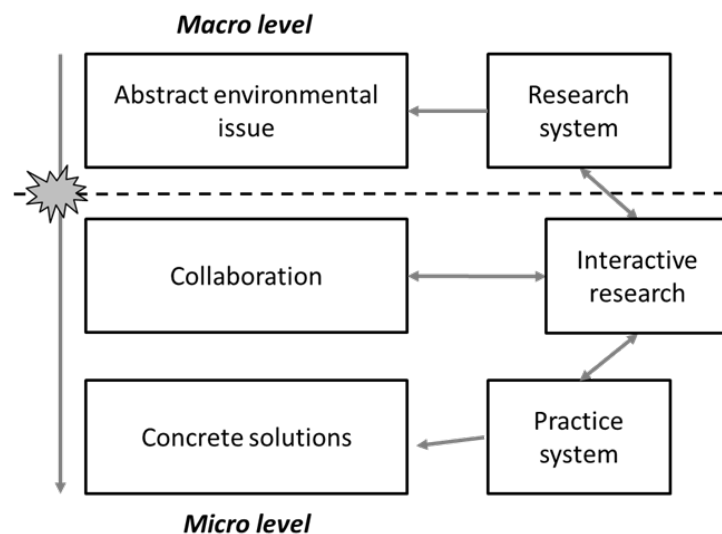 Macro level
Abstract environmental
issue
Research
system
Collaboration
Interactive
research
Concrete solutions
Practice
system
Micro level